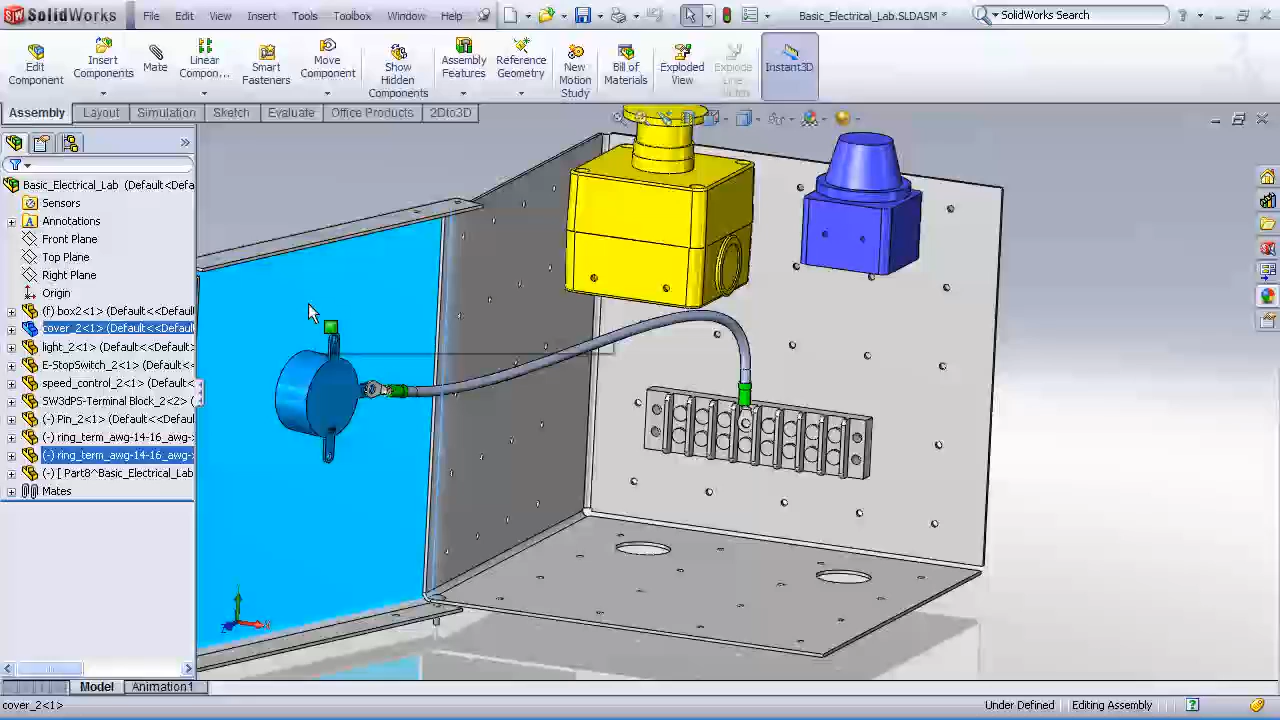 SolidWorks
File Edit View Insert Tools Toolbox Window Help
Basic_Electrical_Lab.SLDASM *
SolidWorks Search
Edit Component
Insert Components
Mate
Linear Compon...
Smart Fasteners
Move Component
Show Hidden Components
Assembly Features
Reference Geometry
New Motion Study
Bill of Materials
Exploded View
Explode Line Sketch
Instant3D
Assembly Layout Simulation Sketch Evaluate Office Products 2Dto3D
Basic_Electrical_Lab (Default<Defa
Sensors
Annotations
Front Plane
Top Plane
Right Plane
Origin
(f) box2<1> (Default<<Default
cover_2<1> (Default<<Defaul
light_2<1> (Default<<Default
E-StopSwitch_2<1> (Default<
speed_control_2<1> (Default
W3dPS-Terminal Block_2<2>
(-) Pin_2<1> (Default<<Defau
(-) ring_term_awg-14-16_awg-
(-) ring_term_awg-14-16_awg-
(-) [ Part8^Basic_Electrical_Lab
Mates
Z X
Model Animation1
cover_2<1>
Under Defined Editing Assembly